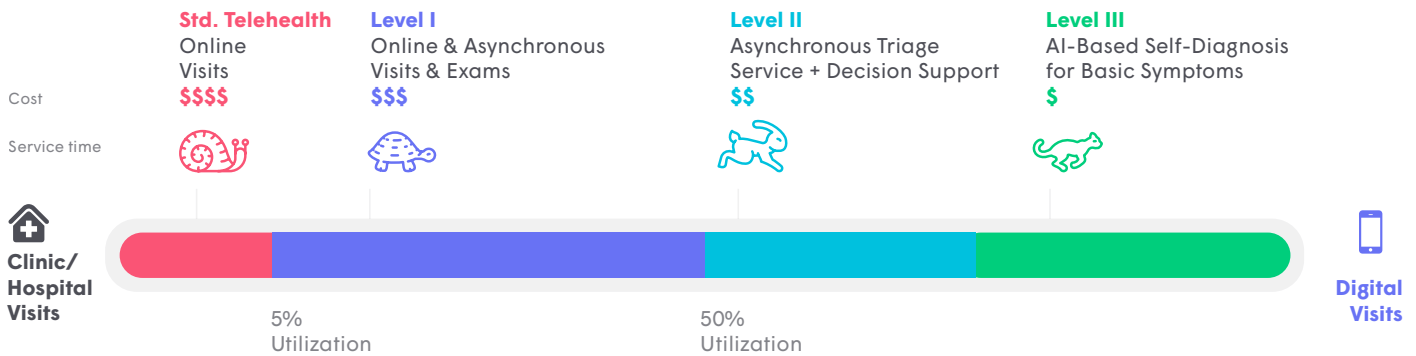 Std. Telehealth
Online
Visits
$$$$
Level I
Online & Asynchronous
Visits & Exams
$$$
Level II
Asynchronous Triage
Service + Decision Support
$$
Level III
AI-Based Self-Diagnosis
for Basic Symptoms
$
Cost
Service time
Clinic/
Hospital
Visits
Digital
Visits
5%
Utilization
50%
Utilization